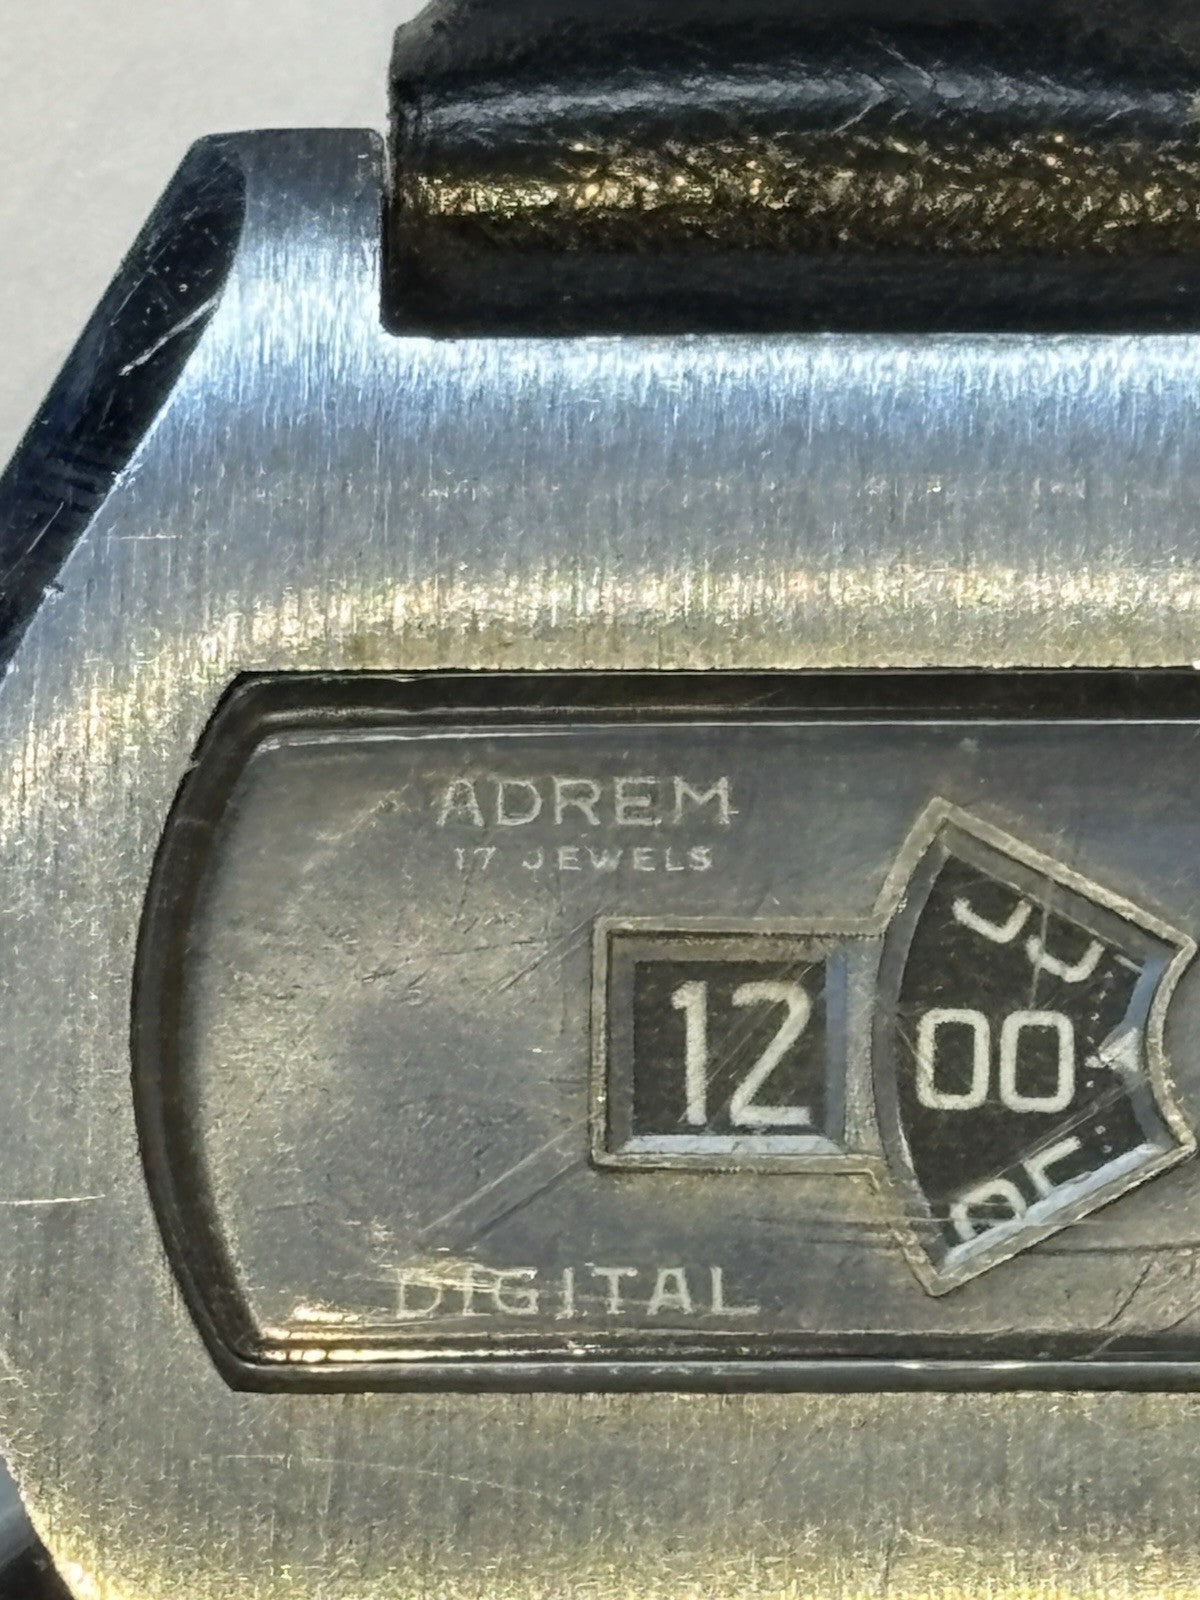 ADREM
17 JEWELS
12 00
DIGITAL